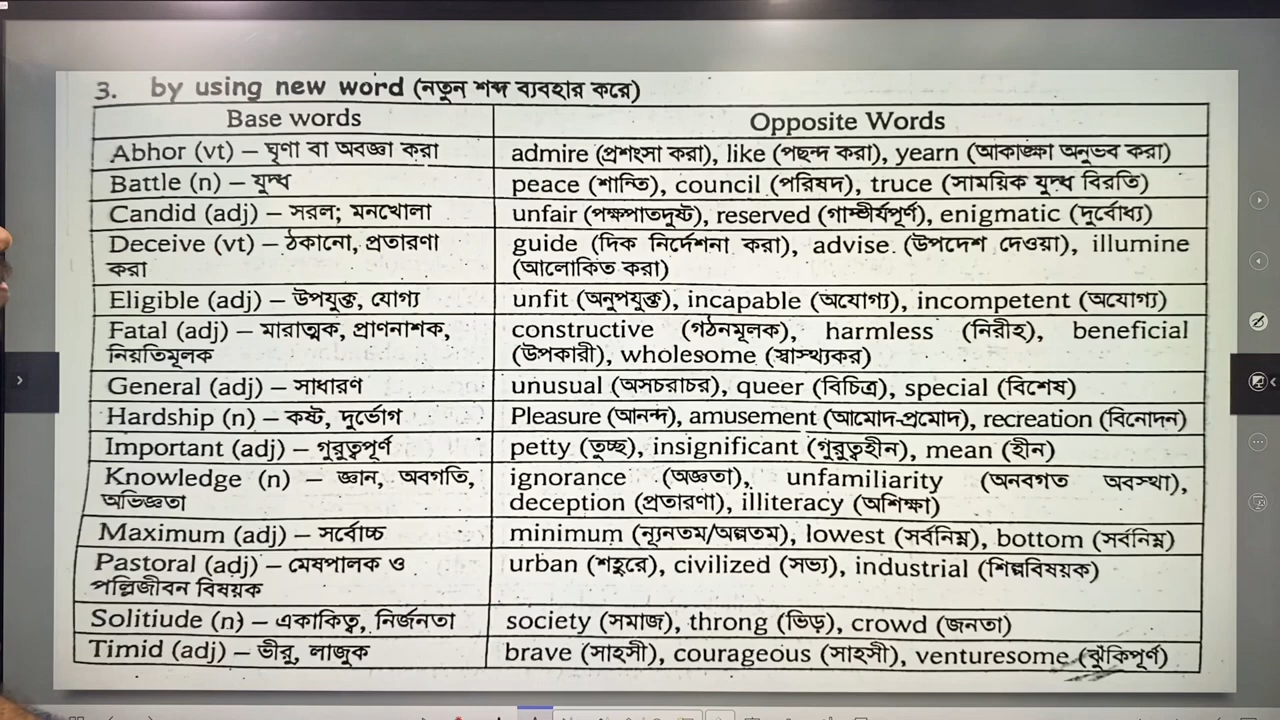 3. by using new word (নতুন শব্দ ব্যবহার করে)
Base words Opposite Words
Abhor (vt) – ঘৃণা বা অবজ্ঞা করা admire (প্রশংসা করা), like (পছন্দ করা), yearn (আকাঙ্ক্ষা অনুভব করা)
Battle (n) – যুদ্ধ peace (শান্তি), council (পরিষদ), truce (সাময়িক যুদ্ধ বিরতি)
Candid (adj) – সরল; মনখোলা unfair (পক্ষপাতদুষ্ট), reserved (গাম্ভীর্যপূর্ণ), enigmatic (দুর্বোধ্য)
Deceive (vt) – ঠকানো, প্রতারণা guide (দিক নির্দেশনা করা), advise (উপদেশ দেওয়া), illumine
করা (আলোকিত করা)
Eligible (adj) – উপযুক্ত, যোগ্য unfit (অনুপযুক্ত), incapable (অযোগ্য), incompetent (অযোগ্য)
Fatal (adj) – মারাত্মক, প্রাণনাশক, constructive (গঠনমূলক), harmless (নিরীহ), beneficial
নিয়তিমূলক (উপকারী), wholesome (স্বাস্থ্যকর)
General (adj) – সাধারণ unusual (অসচরাচর), queer (বিচিত্র), special (বিশেষ)
Hardship (n) – কষ্ট, দুর্ভোগ Pleasure (আনন্দ), amusement (আমোদ-প্রমোদ), recreation (বিনোদন)
Important (adj) – গুরুত্বপূর্ণ petty (তুচ্ছ), insignificant (গুরুত্বহীন), mean (হীন)
Knowledge (n) – জ্ঞান, অবগতি, ignorance (অজ্ঞতা), unfamiliarity (অনবগত অবস্থা),
অভিজ্ঞতা deception (প্রতারণা), illiteracy (অশিক্ষা)
Maximum (adj) – সর্বোচ্চ minimum (ন্যূনতম/অল্পতম), lowest (সর্বনিম্ন), bottom (সর্বনিম্ন)
Pastoral (adj) – মেষপালক ও urban (শহুরে), civilized (সভ্য), industrial (শিল্পবিষয়ক)
পল্লিজীবন বিষয়ক
Solitiude (n) – একাকিত্ব, নির্জনতা society (সমাজ), throng (ভিড়), crowd (জনতা)
Timid (adj) – ভীরু, লাজুক brave (সাহসী), courageous (সাহসী), venturesome (ঝুঁকিপূর্ণ)